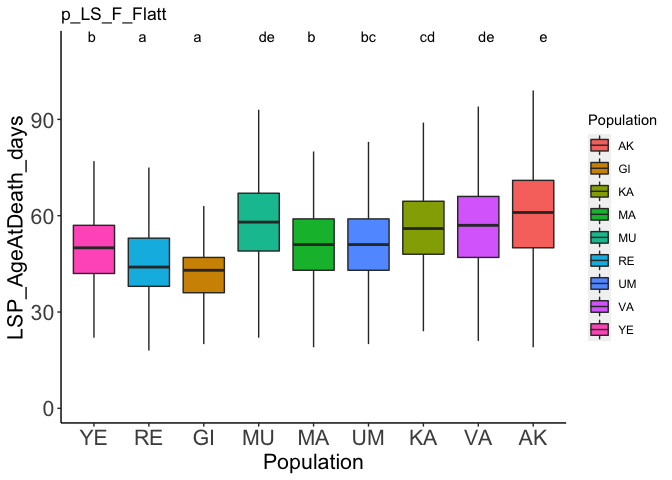 p_LS_F_Flatt
b a a de b bc cd de e
LSP_AgeAtDeath_days
90
60
30
0
YE RE GI MU MA UM KA VA AK
Population
Population
AK
GI
KA
MA
MU
RE
UM
VA
YE